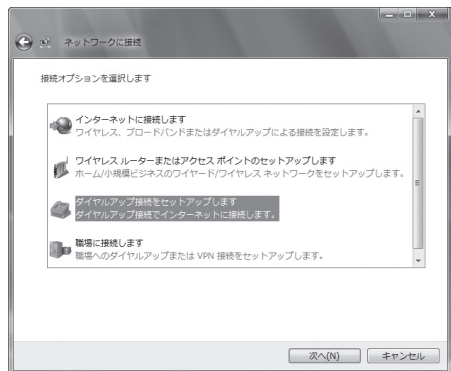 ネットワークに接続
接続オプションを選択します
インターネットに接続します
ワイヤレス、ブロードバンドまたはダイヤルアップによる接続を設定します。
ワイヤレス ルーターまたはアクセス ポイントのセットアップします
ホーム/小規模ビジネスのワイヤード/ワイヤレス ネットワークをセットアップします。
ダイヤルアップ接続をセットアップします
ダイヤルアップ接続でインターネットに接続します。
職場に接続します
職場へのダイヤルアップまたは VPN 接続をセットアップします。
次へ(N)
キャンセル